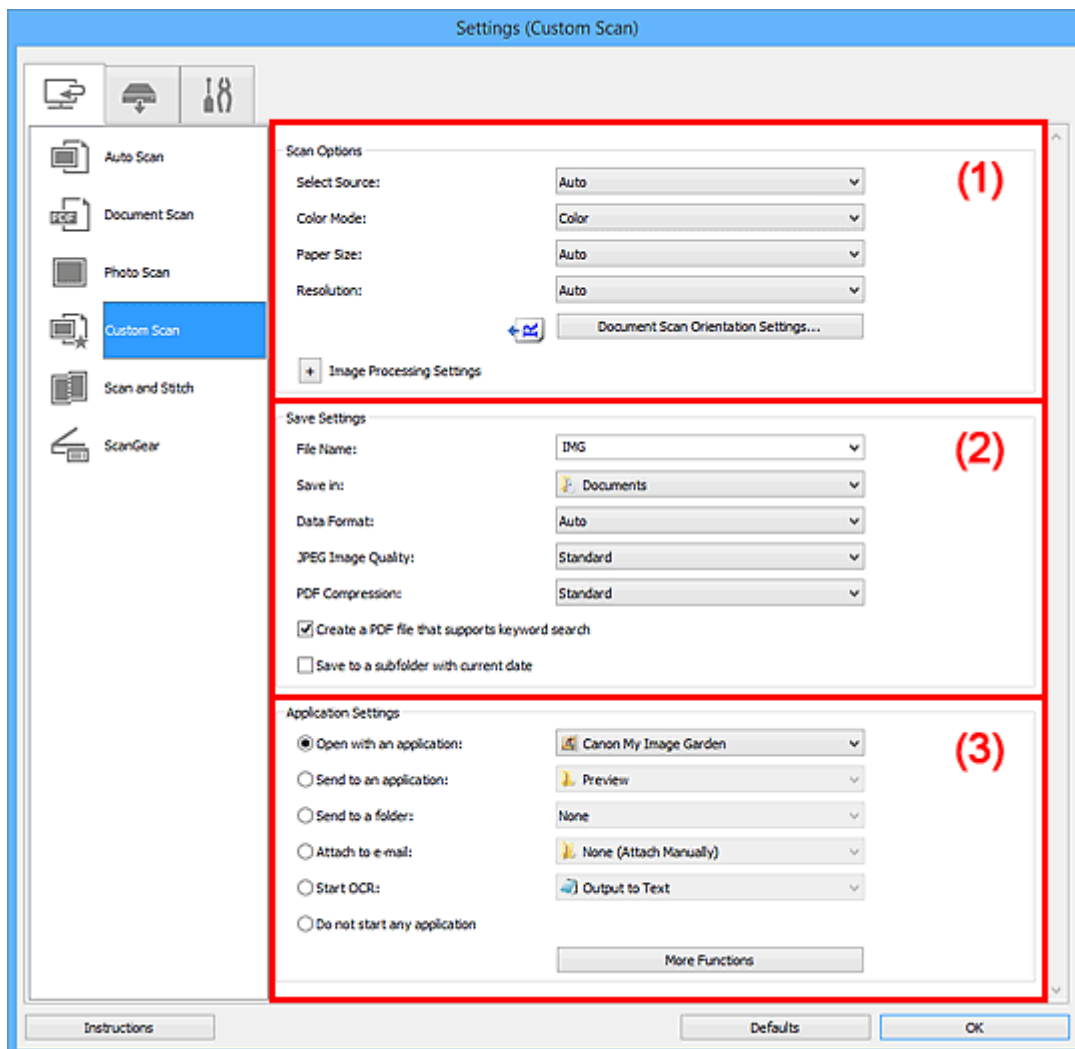 Settings (Custom Scan)
Auto Scan
Document Scan
PDF
Photo Scan
Custom Scan
Scan and Stitch
ScanGear
(1)
Scan Options
Select Source: Auto
Color Mode: Color
Paper Size: Auto
Resolution: Auto
R Document Scan Orientation Settings...
+ Image Processing Settings
(2)
Save Settings
File Name: IMG
Save in: Documents
Data Format: Auto
JPEG Image Quality: Standard
PDF Compression: Standard
Create a PDF file that supports keyword search
Save to a subfolder with current date
(3)
Application Settings
Open with an application: Canon My Image Garden
Send to an application: Preview
Send to a folder: None
Attach to e-mail: None (Attach Manually)
Start OCR: Output to Text
Do not start any application
More Functions
Instructions Defaults OK